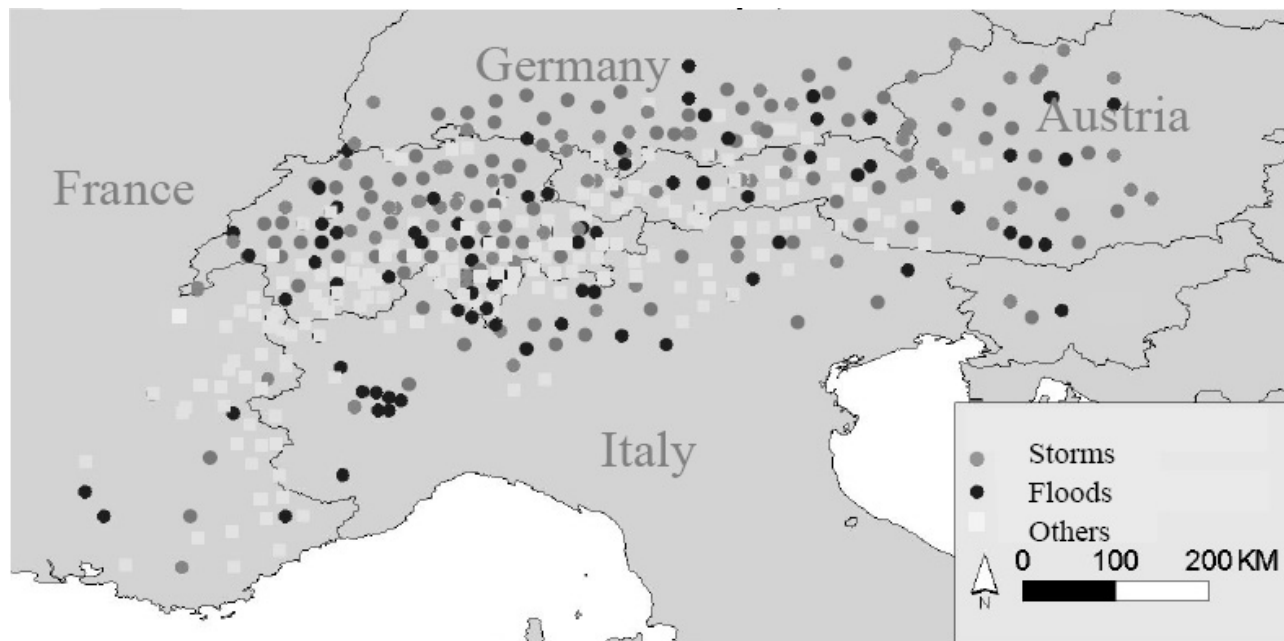 Germany
Austria
France
Italy
Storms
Floods
Others
0 100 200 KM
N